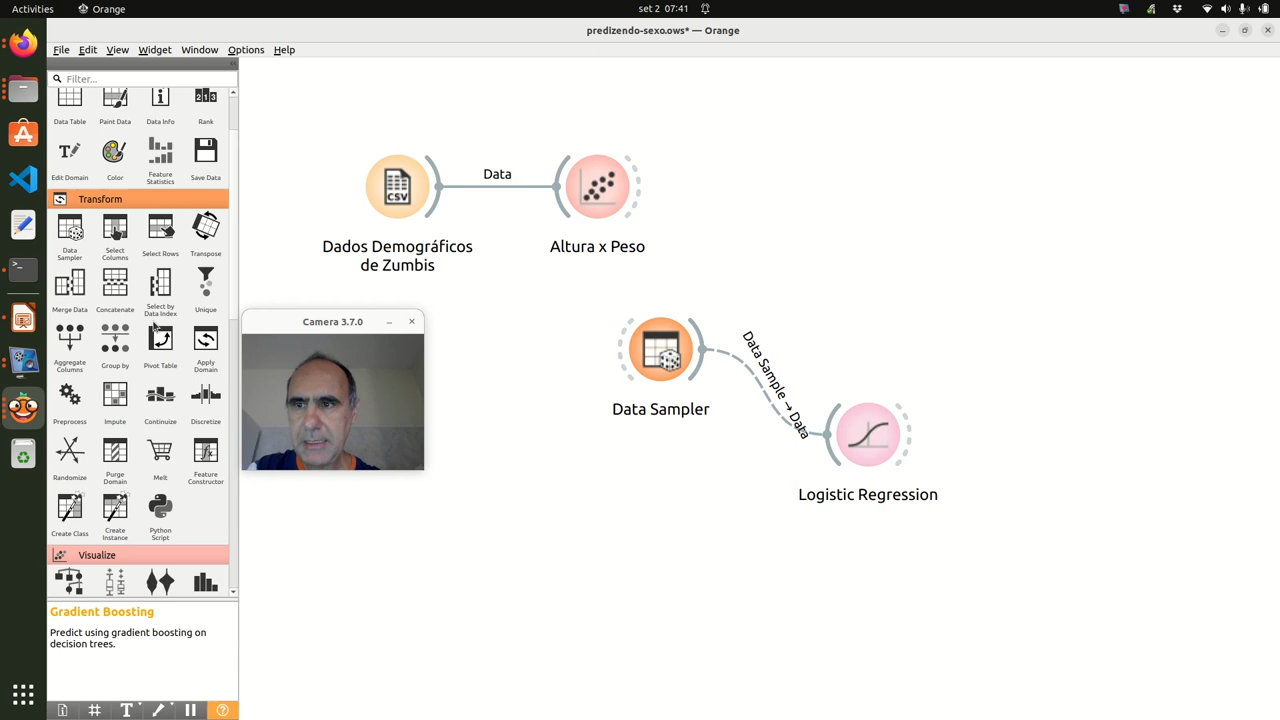 Activities
Orange
set 2 07:41
predizendo-sexo.ows* — Orange
File Edit View Widget Window Options Help
Filter...
Data Table
Paint Data
Data Info
Rank
Edit Domain
Color
Feature
Statistics
Save Data
Transform
Data
Sampler
Select
Columns
Select Rows
Transpose
Merge Data
Concatenate
Select by
Data Index
Unique
Aggregate
Columns
Group by
Pivot Table
Apply
Domain
Preprocess
Impute
Continuize
Discretize
Randomize
Purge
Domain
Melt
Feature
Constructor
Create Class
Create
Instance
Python
Script
Visualize
Gradient Boosting
Predict using gradient boosting on
decision trees.
CSV
Data
Dados Demográficos
de Zumbis
Altura x Peso
Camera 3.7.0
Data Sampler
Data Sample → Data
Logistic Regression